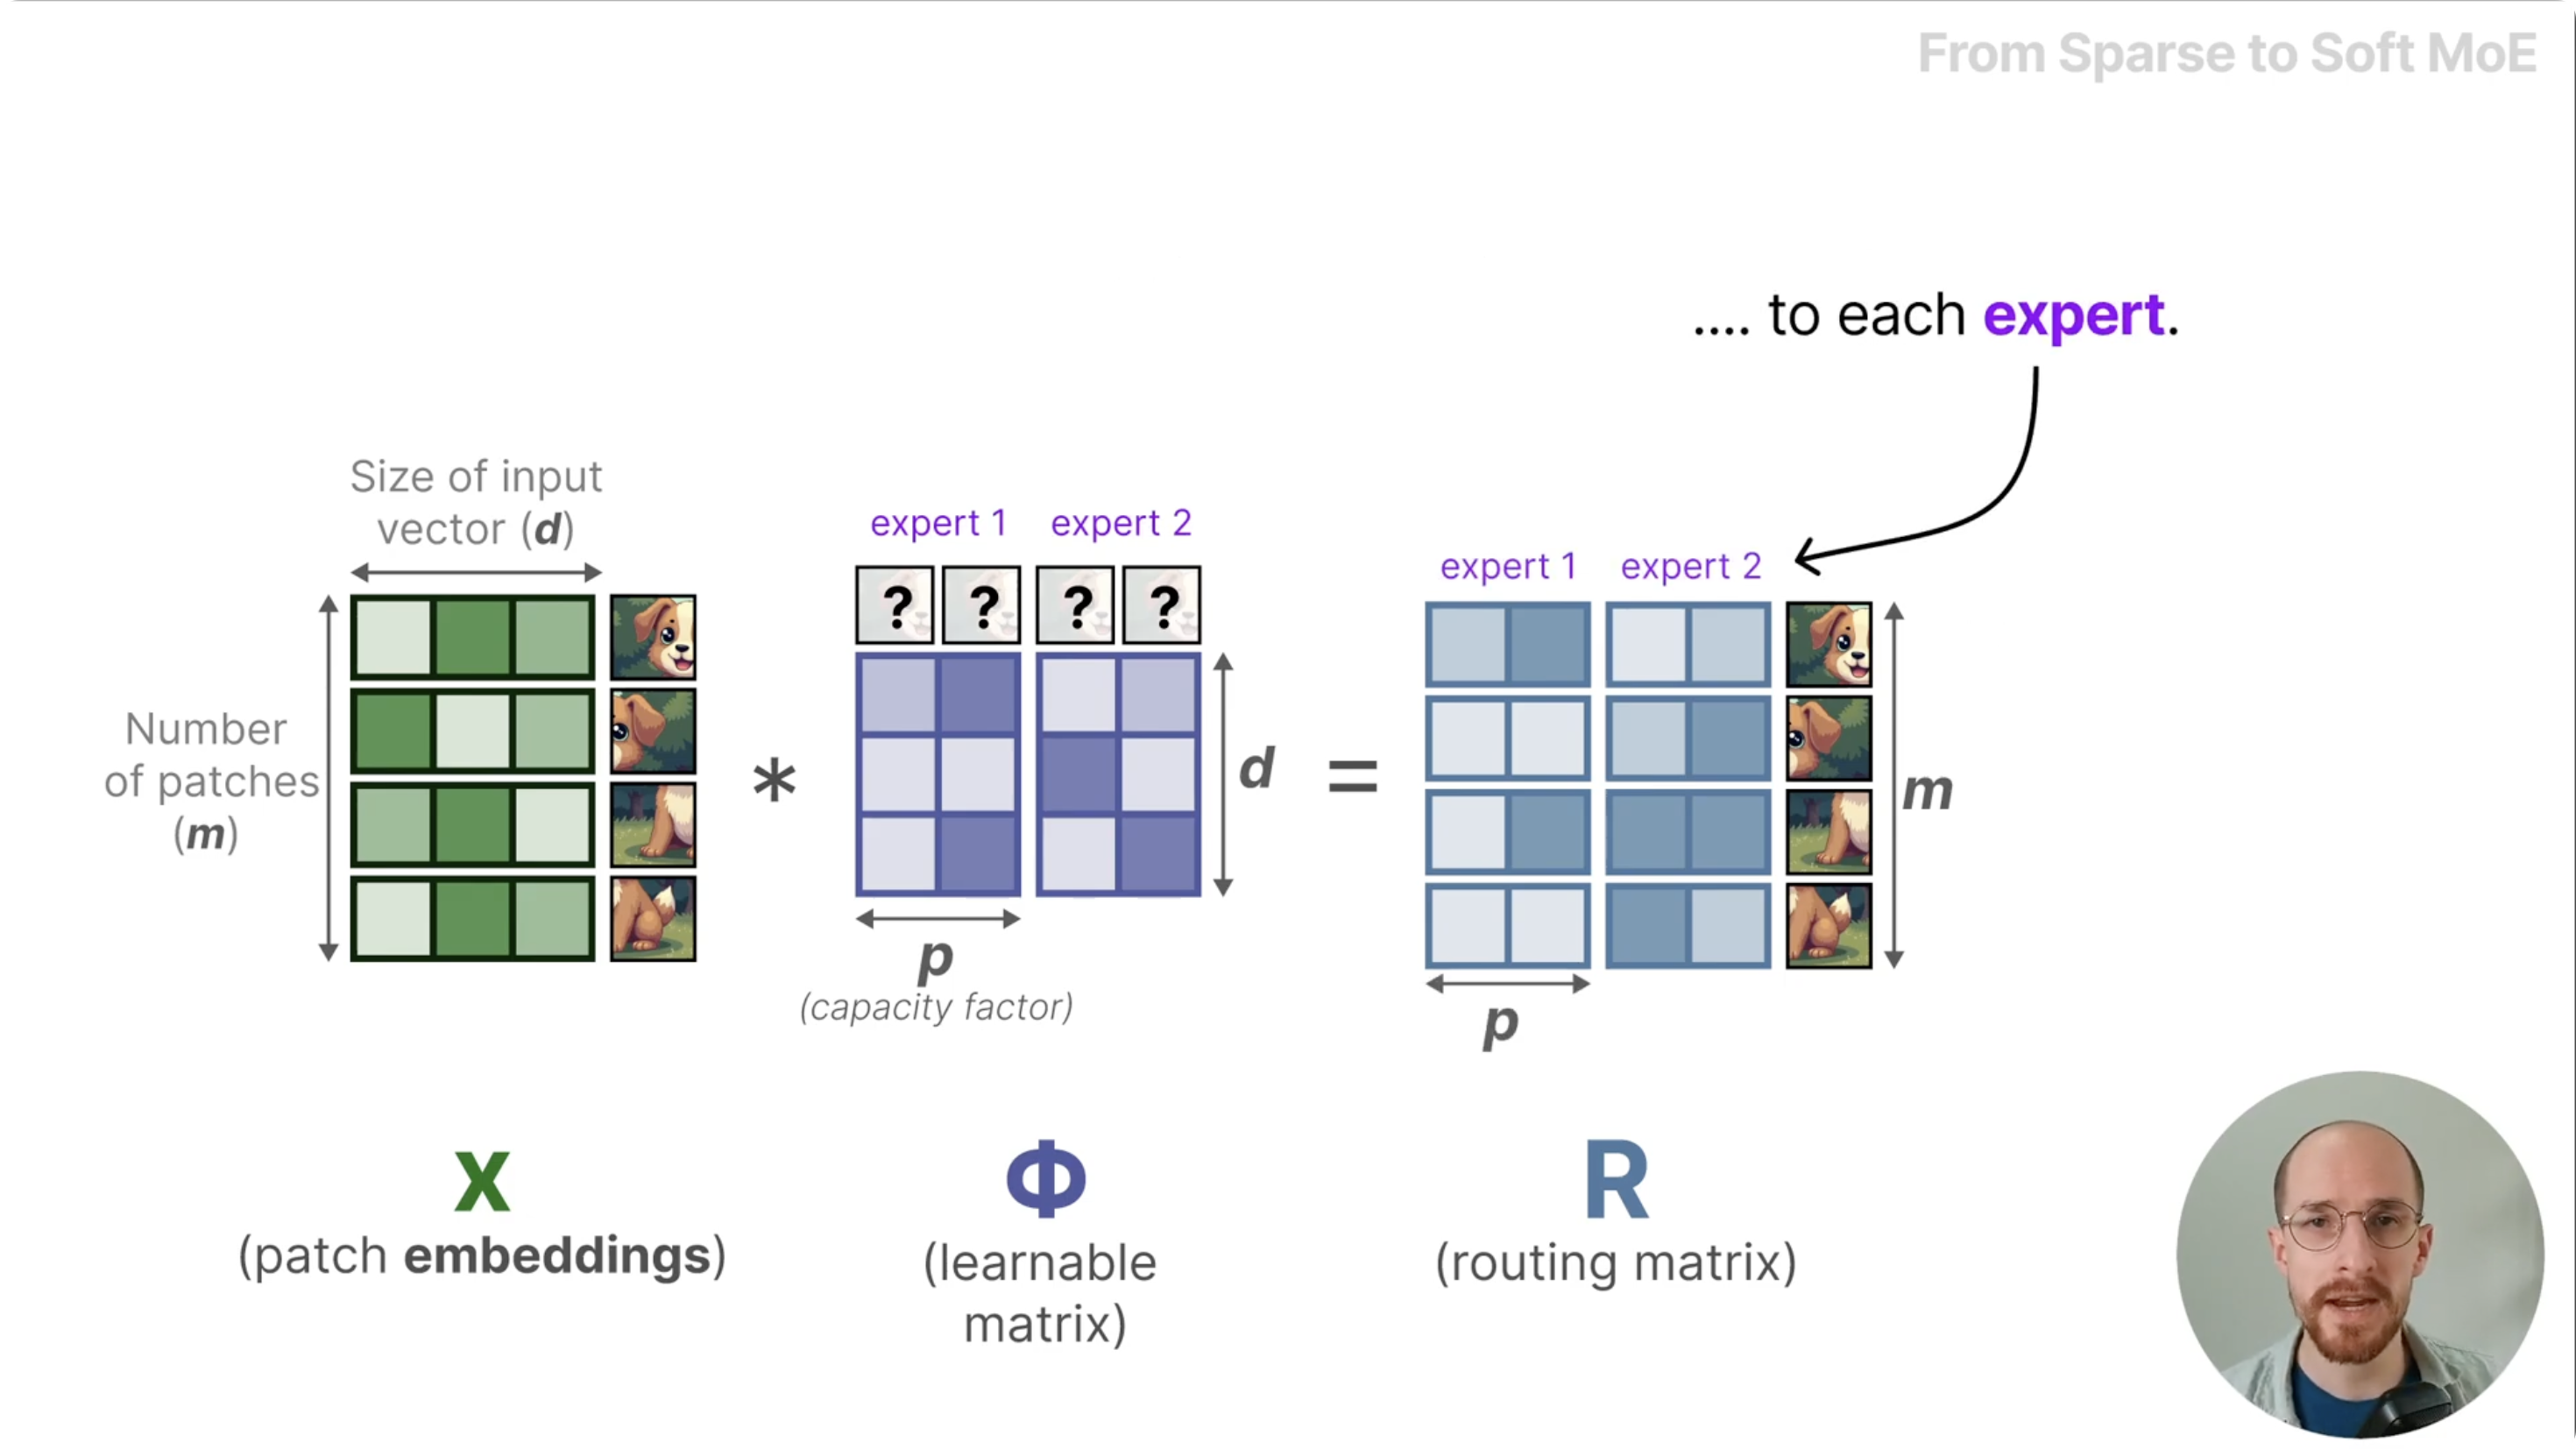 From Sparse to Soft MoE
.... to each expert.
Size of input
vector (d)
expert 1 expert 2
expert 1 expert 2
? ? ? ?
Number
of patches
(m)
*
d
=
m
p
(capacity factor)
p
X
(patch embeddings)
Φ
(learnable
matrix)
R
(routing matrix)